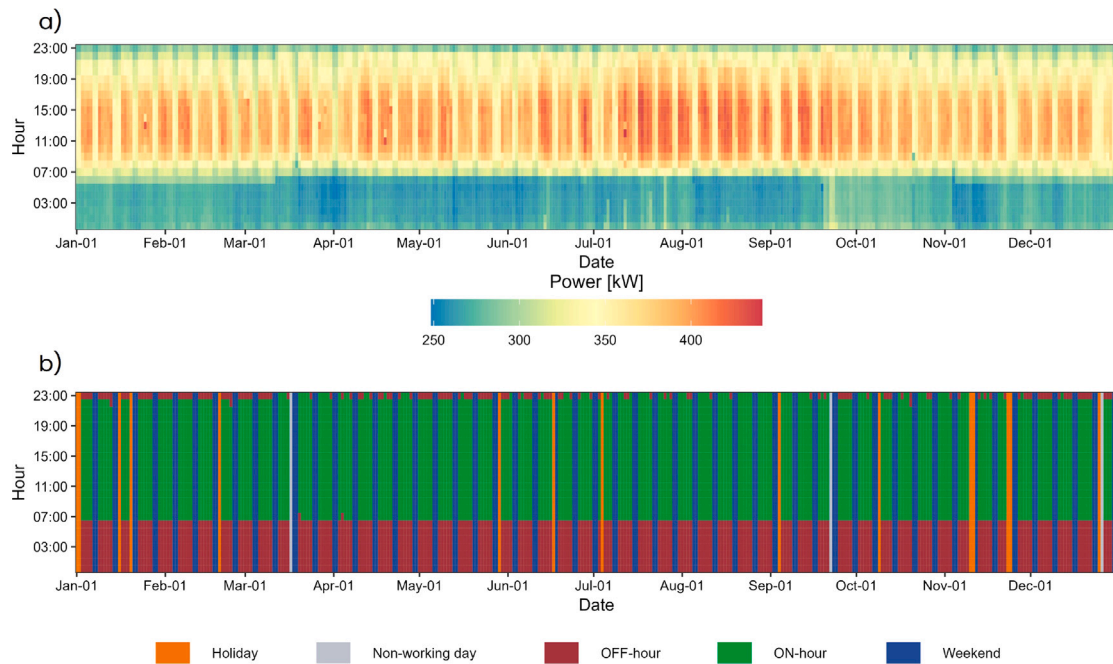 a)
23:00
19:00
15:00
11:00
07:00
03:00
Hour
Jan-01 Feb-01 Mar-01 Apr-01 May-01 Jun-01 Jul-01 Aug-01 Sep-01 Oct-01 Nov-01 Dec-01
Date
Power [kW]
250 300 350 400
b)
23:00
19:00
15:00
11:00
07:00
03:00
Hour
Jan-01 Feb-01 Mar-01 Apr-01 May-01 Jun-01 Jul-01 Aug-01 Sep-01 Oct-01 Nov-01 Dec-01
Date
Holiday Non-working day OFF-hour ON-hour Weekend